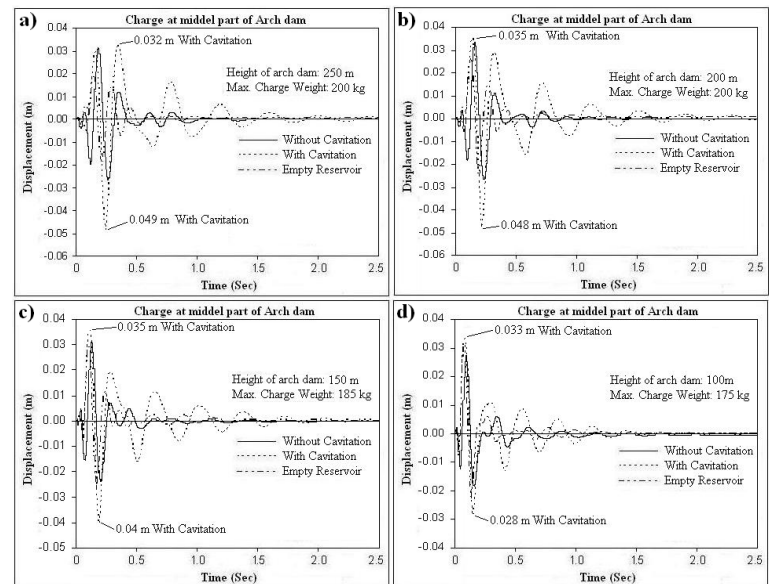 a)
Charge at middel part of Arch dam
0.032 m With Cavitation
Height of arch dam: 250 m
Max. Charge Weight: 200 kg
Without Cavitation
With Cavitation
Empty Reservoir
0.049 m With Cavitation
Displacement (m)
0.04
0.03
0.02
0.01
0.00
-0.01
-0.02
-0.03
-0.04
-0.05
-0.06
0 0.5 1.0 1.5 2.0 2.5
Time (Sec)
b)
Charge at middel part of Arch dam
0.035 m With Cavitation
Height of arch dam: 200 m
Max. Charge Weight: 200 kg
Without Cavitation
With Cavitation
Empty Reservoir
0.048 m With Cavitation
Displacement (m)
0.04
0.03
0.02
0.01
0.00
-0.01
-0.02
-0.03
-0.04
-0.05
-0.06
0 0.5 1.0 1.5 2.0 2.5
Time (Sec)
c)
Charge at middel part of Arch dam
0.035 m With Cavitation
Height of arch dam: 150 m
Max. Charge Weight: 185 kg
Without Cavitation
With Cavitation
Empty Reservoir
0.04 m With Cavitation
Displacement (m)
0.04
0.03
0.02
0.01
0.00
-0.01
-0.02
-0.03
-0.04
-0.05
0 0.5 1.0 1.5 2.0 2.5
Time (Sec)
d)
Charge at middel part of Arch dam
0.033 m With Cavitation
Height of arch dam: 100m
Max. Charge Weight: 175 kg
Without Cavitation
With Cavitation
Empty Reservoir
0.028 m With Cavitation
Displacement (m)
0.04
0.03
0.02
0.01
0.00
-0.01
-0.02
-0.03
-0.04
0 0.5 1.0 1.5 2.0 2.5
Time (Sec)